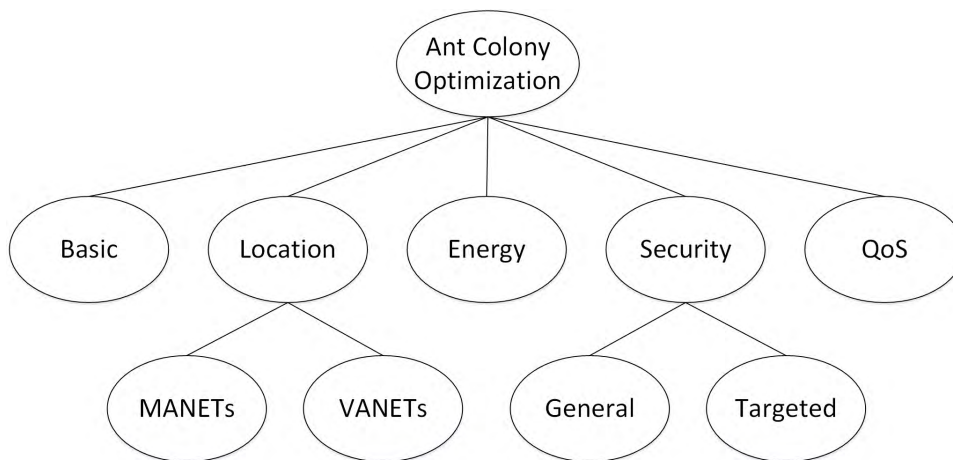 Ant Colony
Optimization
Basic
Location
Energy
Security
QoS
MANETs
VANETs
General
Targeted